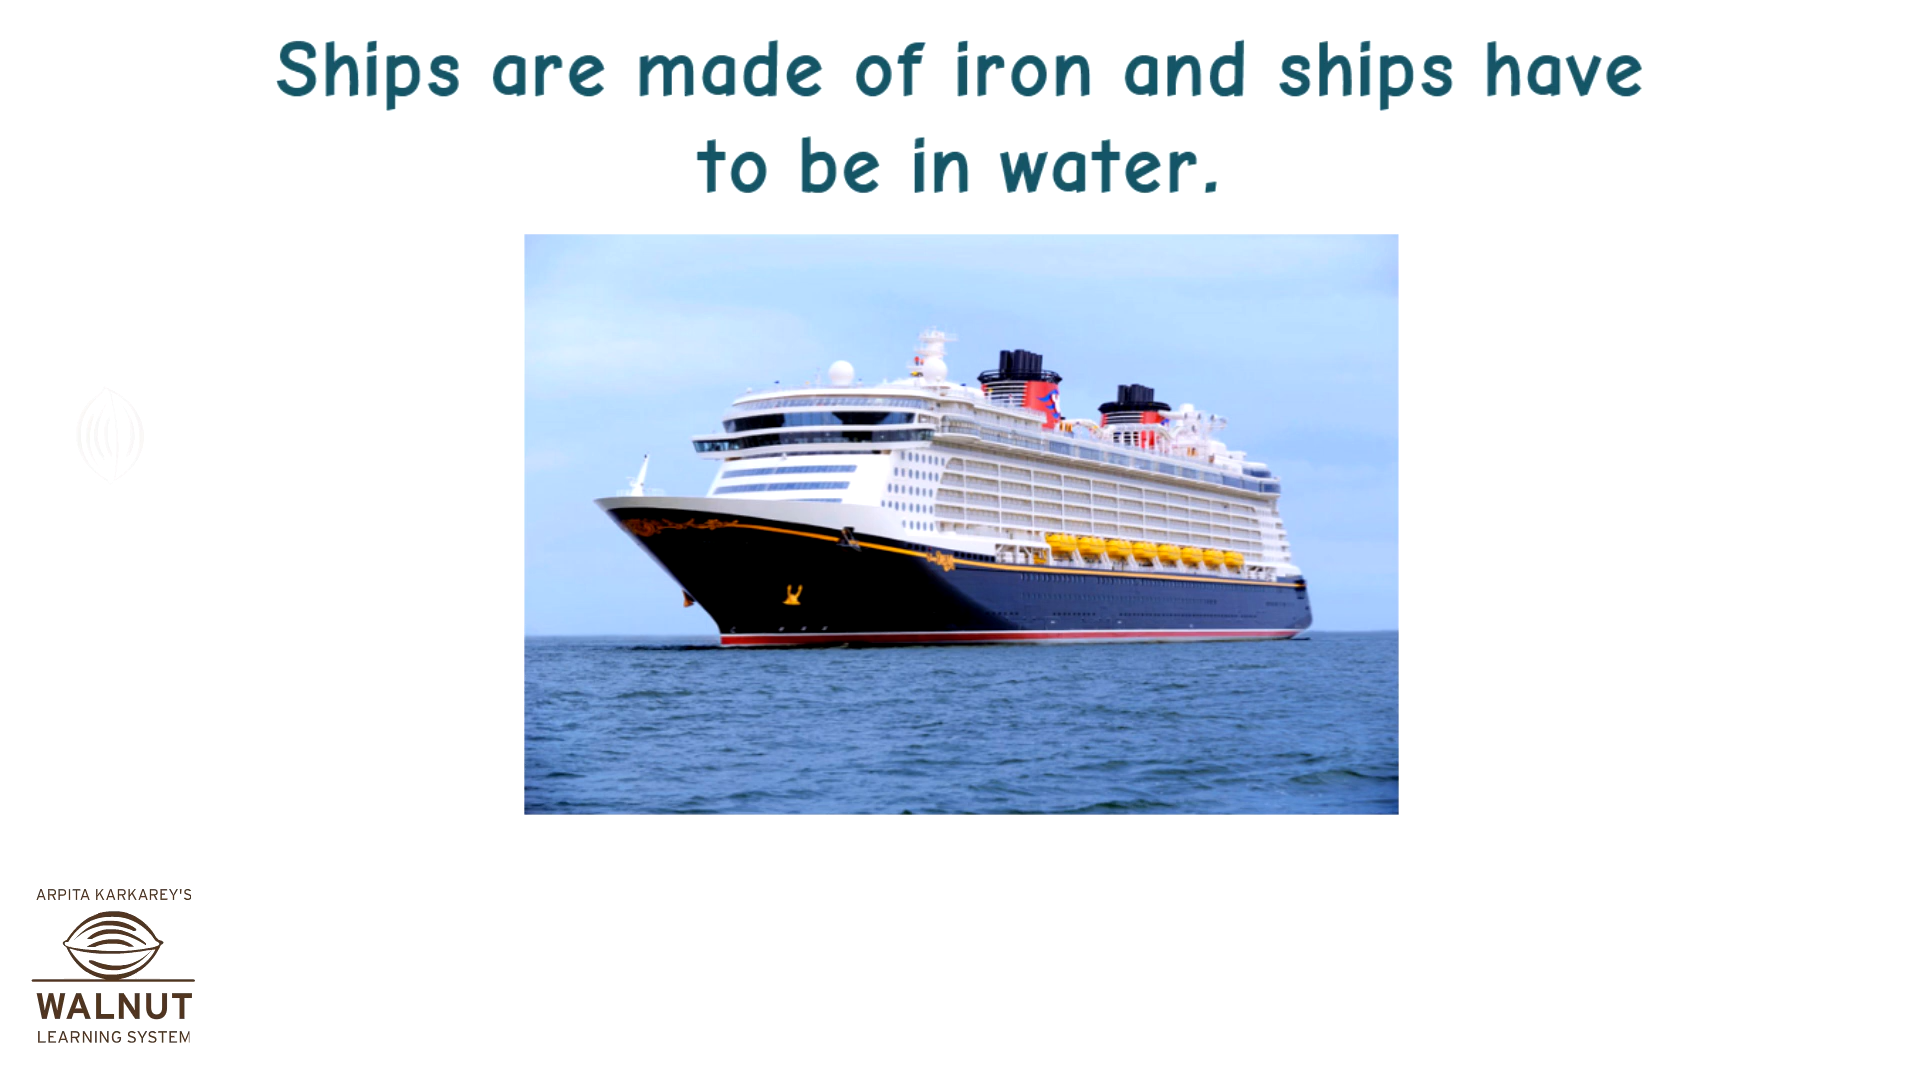 Ships are made of iron and ships have
to be in water.
ARPITA KARKAREY'S
WALNUT
LEARNING SYSTEM